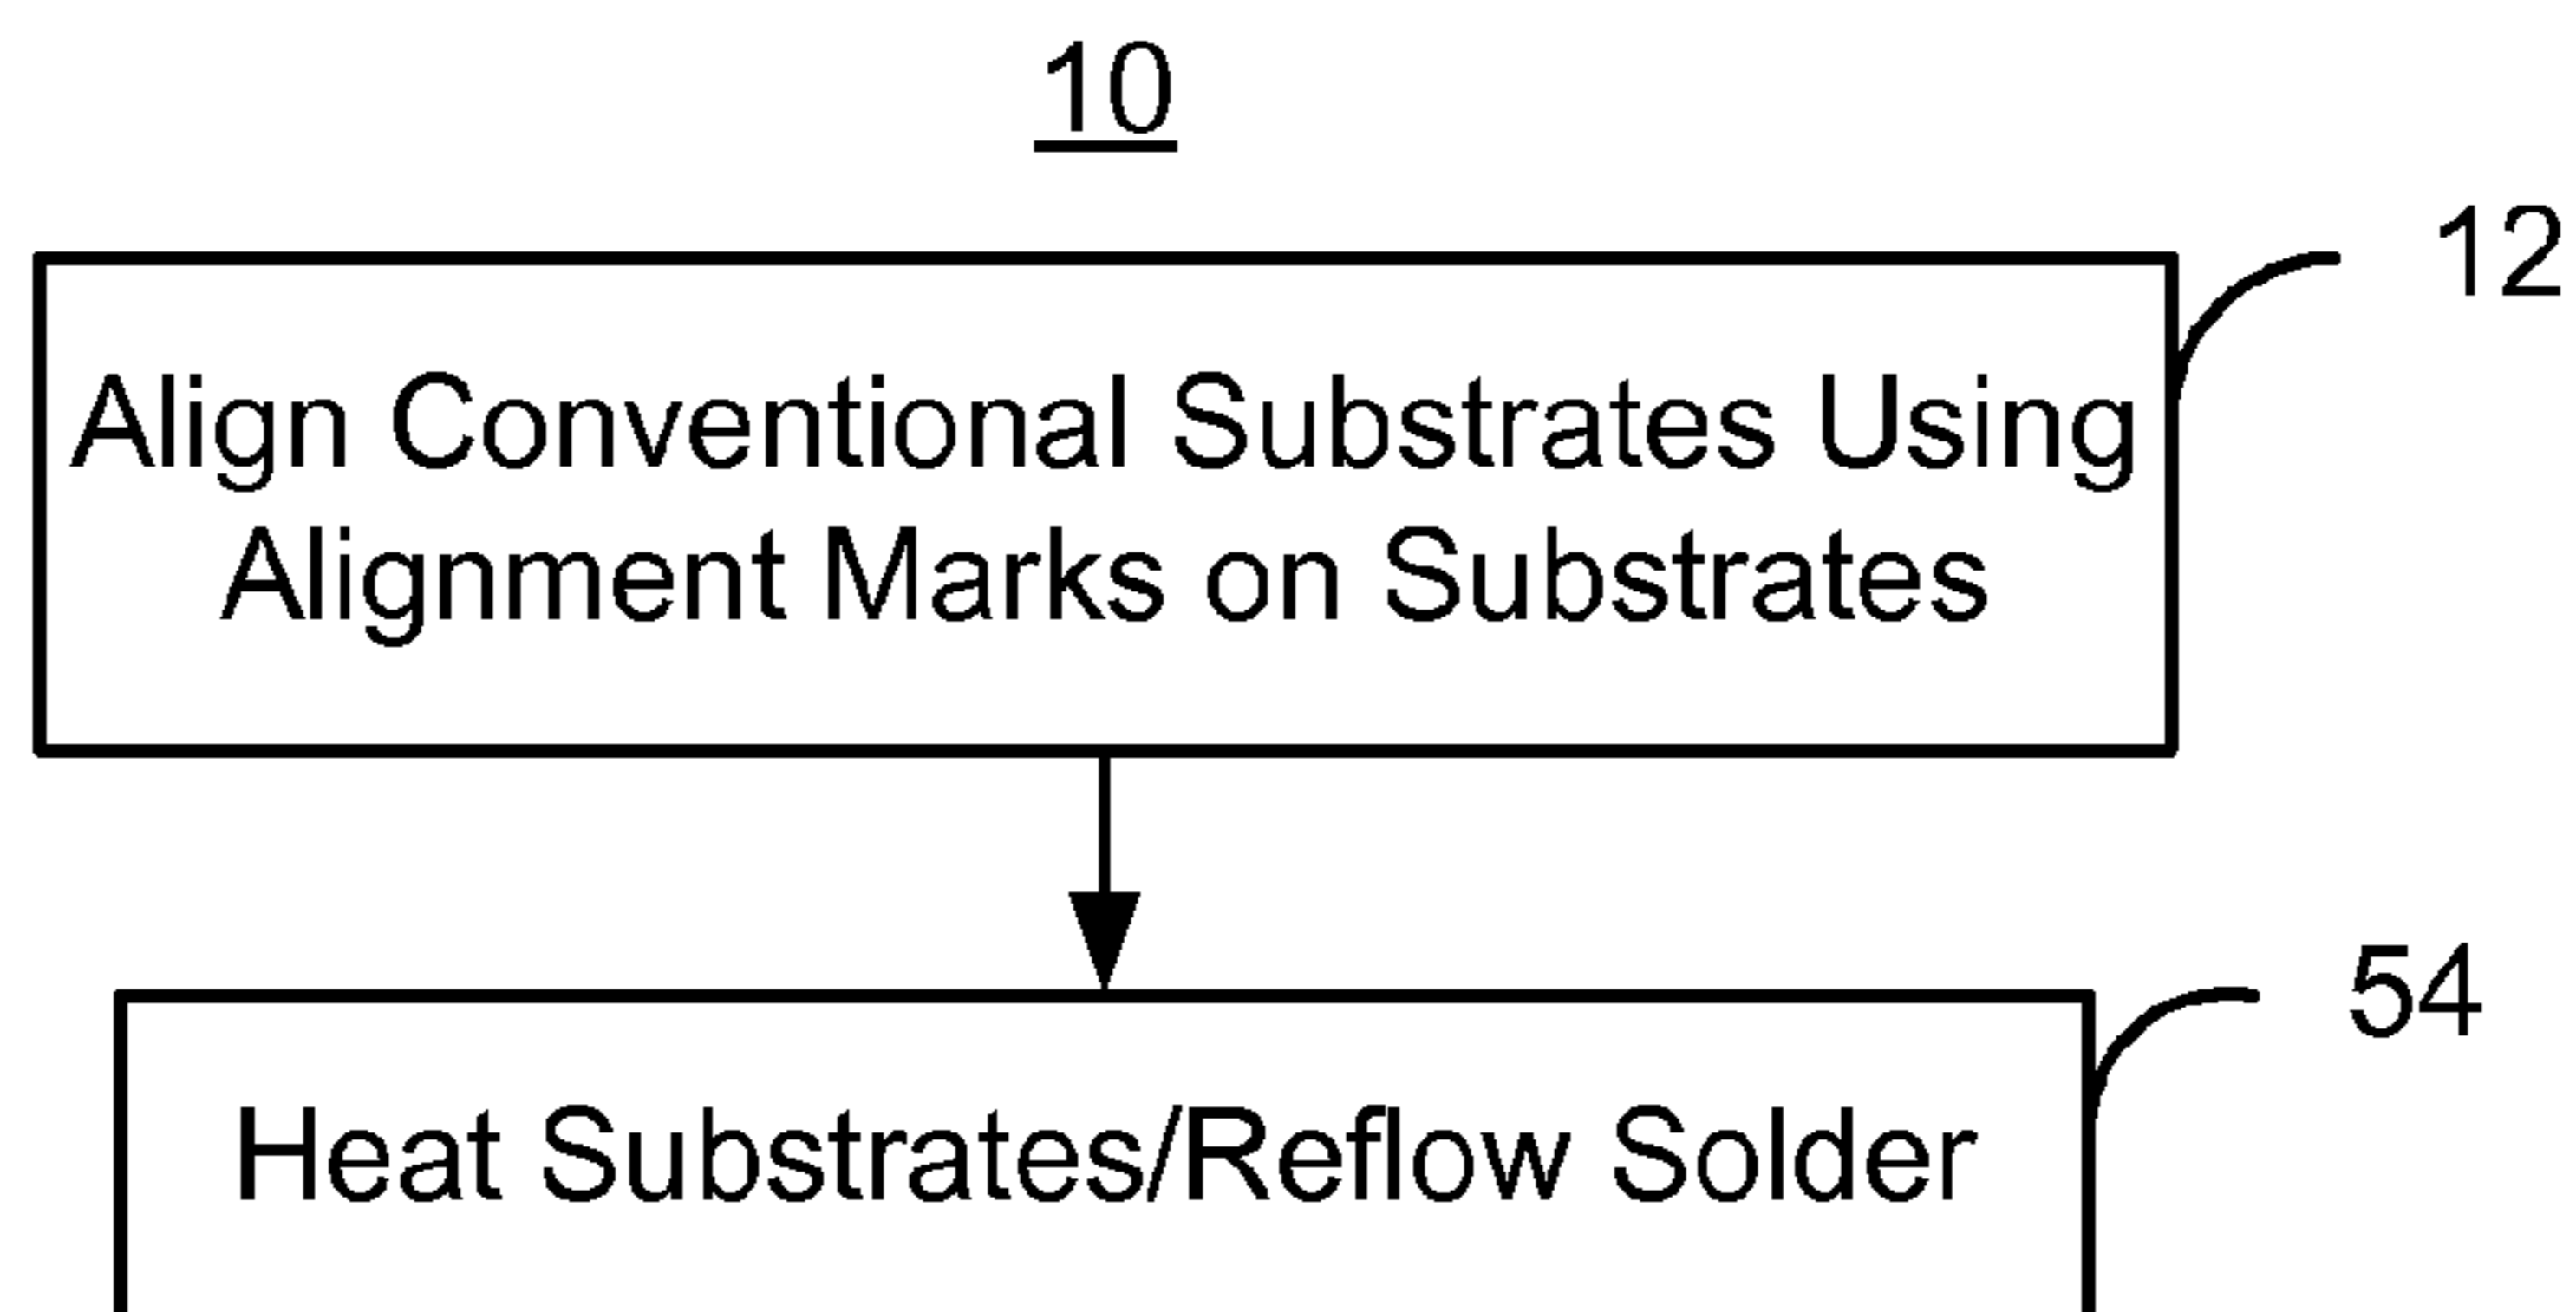 10
12
Align Conventional Substrates Using
Alignment Marks on Substrates
54
Heat Substrates/Reflow Solder